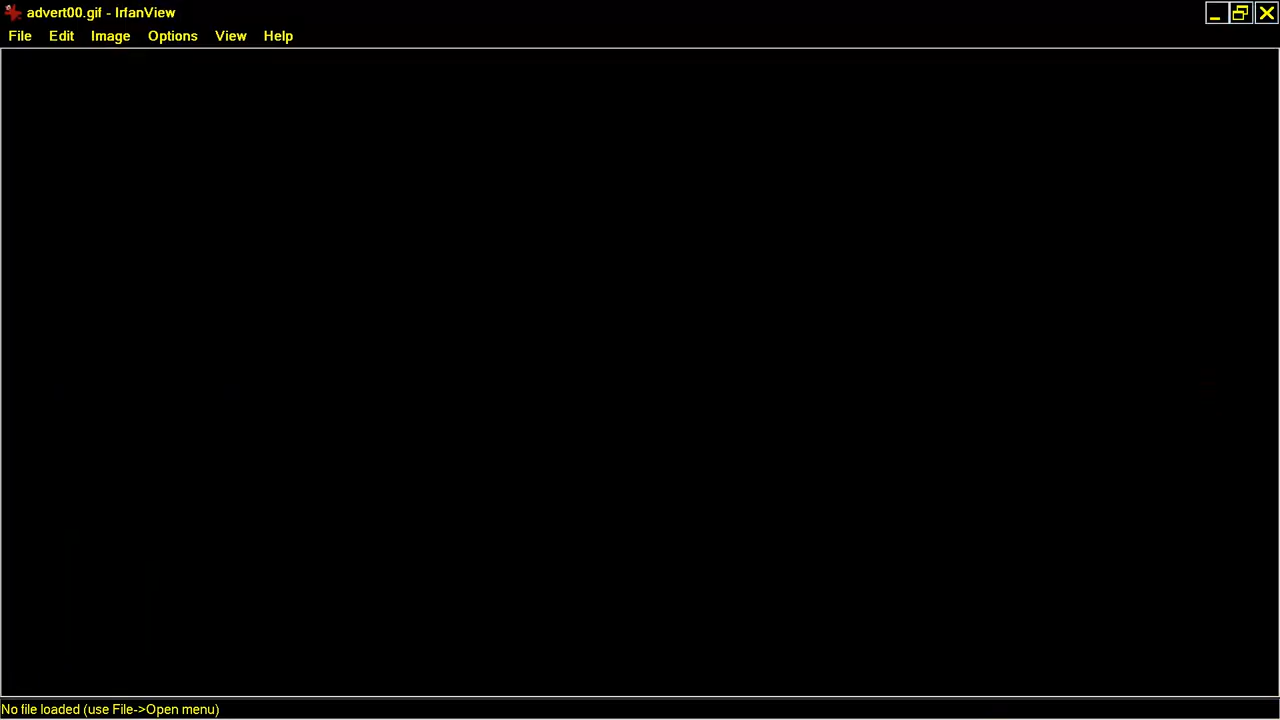 advert00.gif - IrfanView
File Edit Image Options View Help
No file loaded (use File->Open menu)